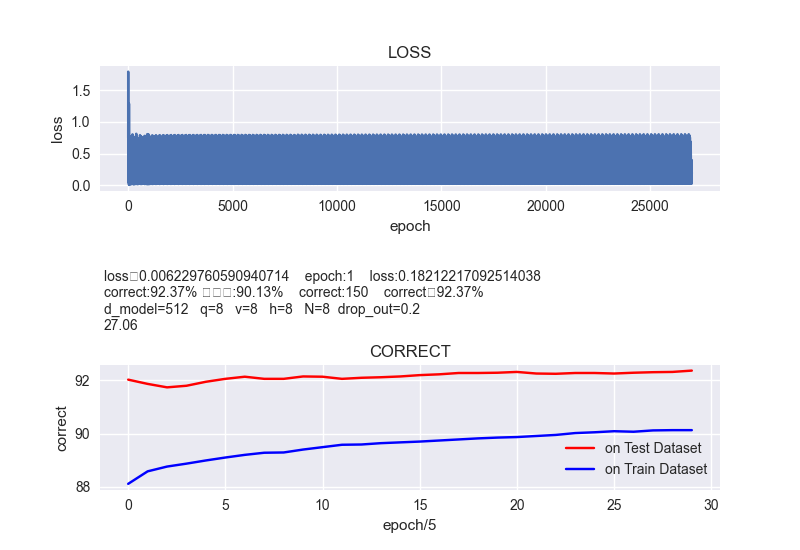 LOSS
1.5
1.0
0.5
0.0
loss
0 5000 10000 15000 20000 25000
epoch
loss□0.006229760590940714 epoch:1 loss:0.18212217092514038
correct:92.37% □□□:90.13% correct:150 correct□92.37%
d_model=512 q=8 v=8 h=8 N=8 drop_out=0.2
27.06
CORRECT
92
90
88
correct
on Test Dataset
on Train Dataset
0 5 10 15 20 25 30
epoch/5